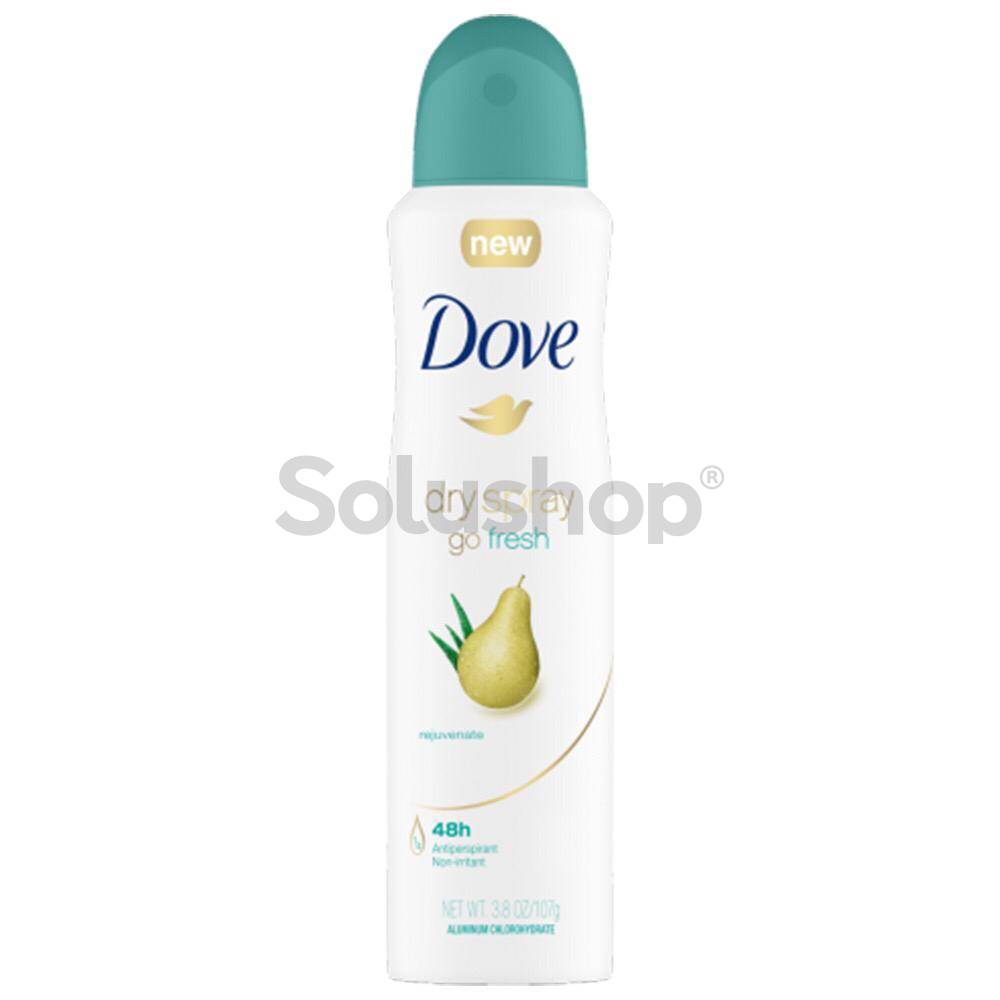 new
Dove
Solushop®
dry spray
go fresh
rejuvenate
48h
Antiperspirant
Non-irritant
NET WT. 3.8 OZ/107g
ALUMINUM CHLOROHYDRATE